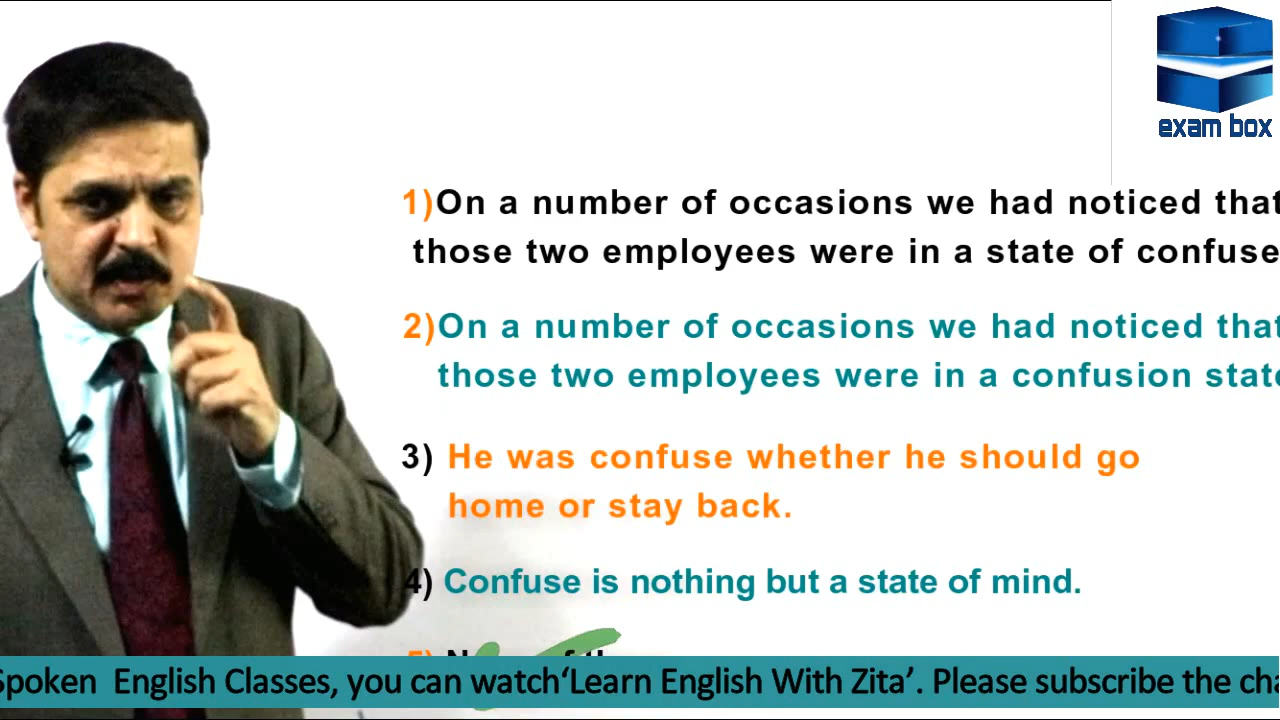 exam box
1)On a number of occasions we had noticed that
those two employees were in a state of confuse
2)On a number of occasions we had noticed that
those two employees were in a confusion state
3) He was confuse whether he should go
home or stay back.
4) Confuse is nothing but a state of mind.
5)
Spoken English Classes, you can watch‘Learn English With Zita’. Please subscribe the